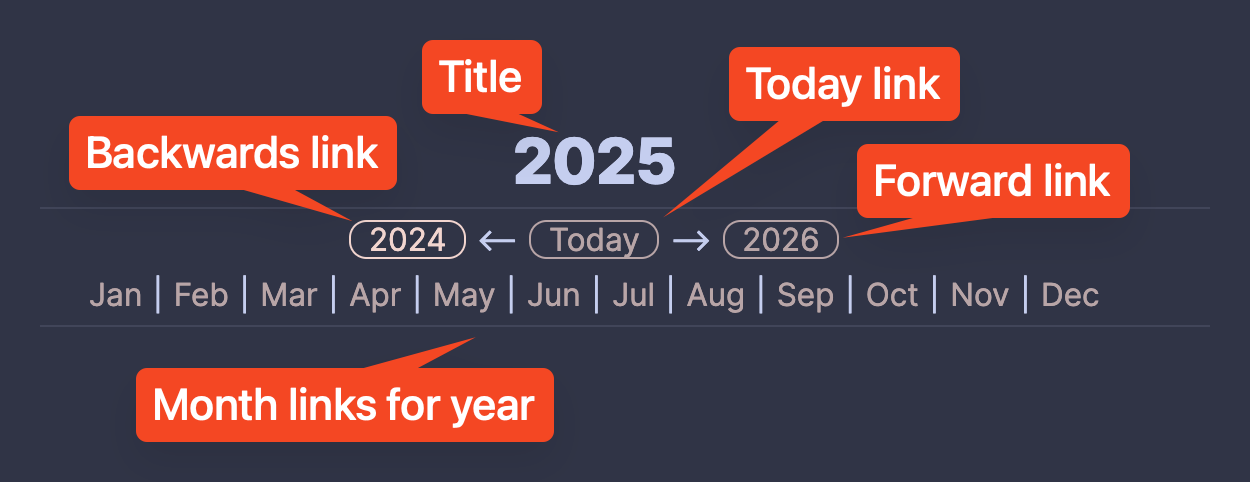 Title
Today link
Backwards link
2025
Forward link
2024 ← Today → 2026
Jan | Feb | Mar | Apr | May | Jun | Jul | Aug | Sep | Oct | Nov | Dec
Month links for year